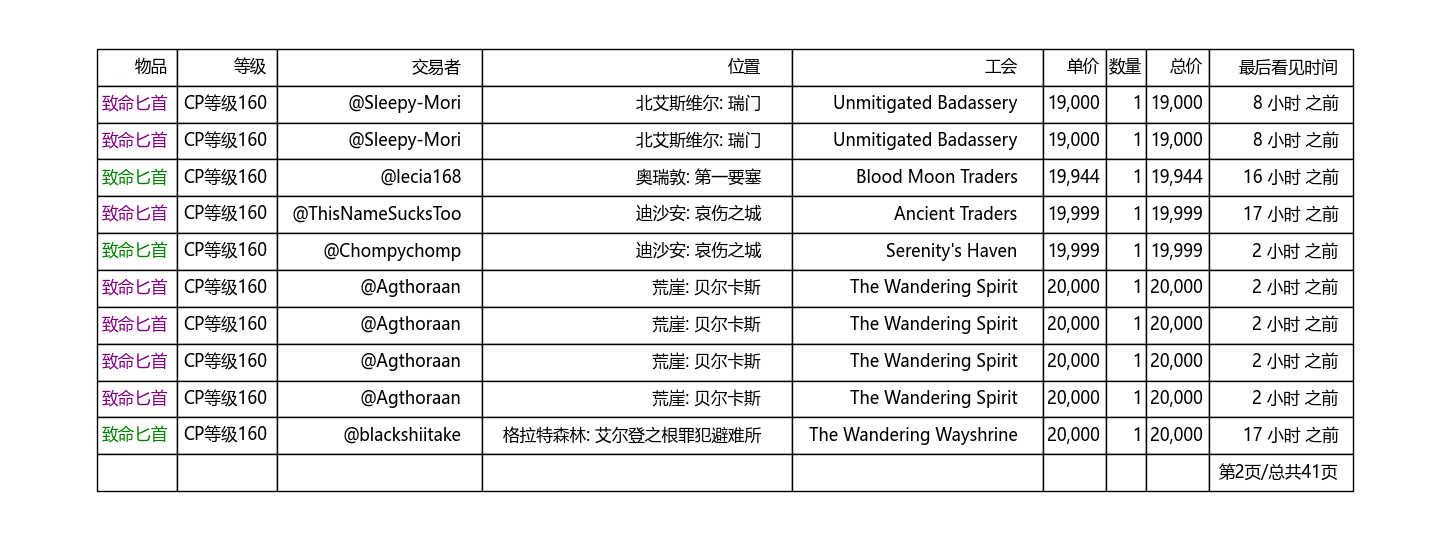 物品 等级 交易者 位置 工会 单价 数量 总价 最后看见时间
致命匕首 CP等级160 @Sleepy-Mori 北艾斯维尔: 瑞门 Unmitigated Badassery 19,000 1 19,000 8 小时 之前
致命匕首 CP等级160 @Sleepy-Mori 北艾斯维尔: 瑞门 Unmitigated Badassery 19,000 1 19,000 8 小时 之前
致命匕首 CP等级160 @lecia168 奥瑞敦: 第一要塞 Blood Moon Traders 19,944 1 19,944 16 小时 之前
致命匕首 CP等级160 @ThisNameSucksToo 迪沙安: 哀伤之城 Ancient Traders 19,999 1 19,999 17 小时 之前
致命匕首 CP等级160 @Chompychomp 迪沙安: 哀伤之城 Serenity's Haven 19,999 1 19,999 2 小时 之前
致命匕首 CP等级160 @Agthoraan 荒崖: 贝尔卡斯 The Wandering Spirit 20,000 1 20,000 2 小时 之前
致命匕首 CP等级160 @Agthoraan 荒崖: 贝尔卡斯 The Wandering Spirit 20,000 1 20,000 2 小时 之前
致命匕首 CP等级160 @Agthoraan 荒崖: 贝尔卡斯 The Wandering Spirit 20,000 1 20,000 2 小时 之前
致命匕首 CP等级160 @Agthoraan 荒崖: 贝尔卡斯 The Wandering Spirit 20,000 1 20,000 2 小时 之前
致命匕首 CP等级160 @blackshiitake 格拉特森林: 艾尔登之根罪犯避难所 The Wandering Wayshrine 20,000 1 20,000 17 小时 之前
第2页/总共41页